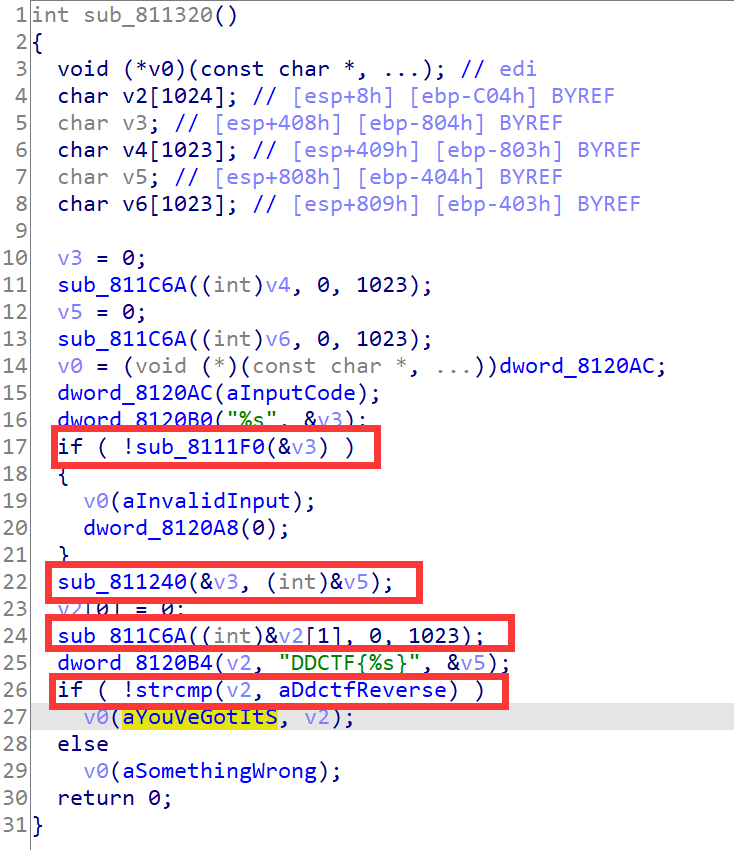 1 int sub_811320()
2 {
3 void (*v0)(const char *, ...); // edi
4 char v2[1024]; // [esp+8h] [ebp-C04h] BYREF
5 char v3; // [esp+408h] [ebp-804h] BYREF
6 char v4[1023]; // [esp+409h] [ebp-803h] BYREF
7 char v5; // [esp+808h] [ebp-404h] BYREF
8 char v6[1023]; // [esp+809h] [ebp-403h] BYREF
9
10 v3 = 0;
11 sub_811C6A((int)v4, 0, 1023);
12 v5 = 0;
13 sub_811C6A((int)v6, 0, 1023);
14 v0 = (void (*)(const char *, ...))dword_8120AC;
15 dword_8120AC(aInputCode);
16 dword_8120B0("%s", &v3);
17 if ( !sub_8111F0(&v3) )
18 {
19 v0(aInvalidInput);
20 dword_8120A8(0);
21 }
22 sub_811240(&v3, (int)&v5);
23 v2[0] = 0;
24 sub_811C6A((int)&v2[1], 0, 1023);
25 dword_8120B4(v2, "DDCTF{%s}", &v5);
26 if ( !strcmp(v2, aDdctfReverse) )
27 v0(aYouVeGotItS, v2);
28 else
29 v0(aSomethingWrong);
30 return 0;
31 }